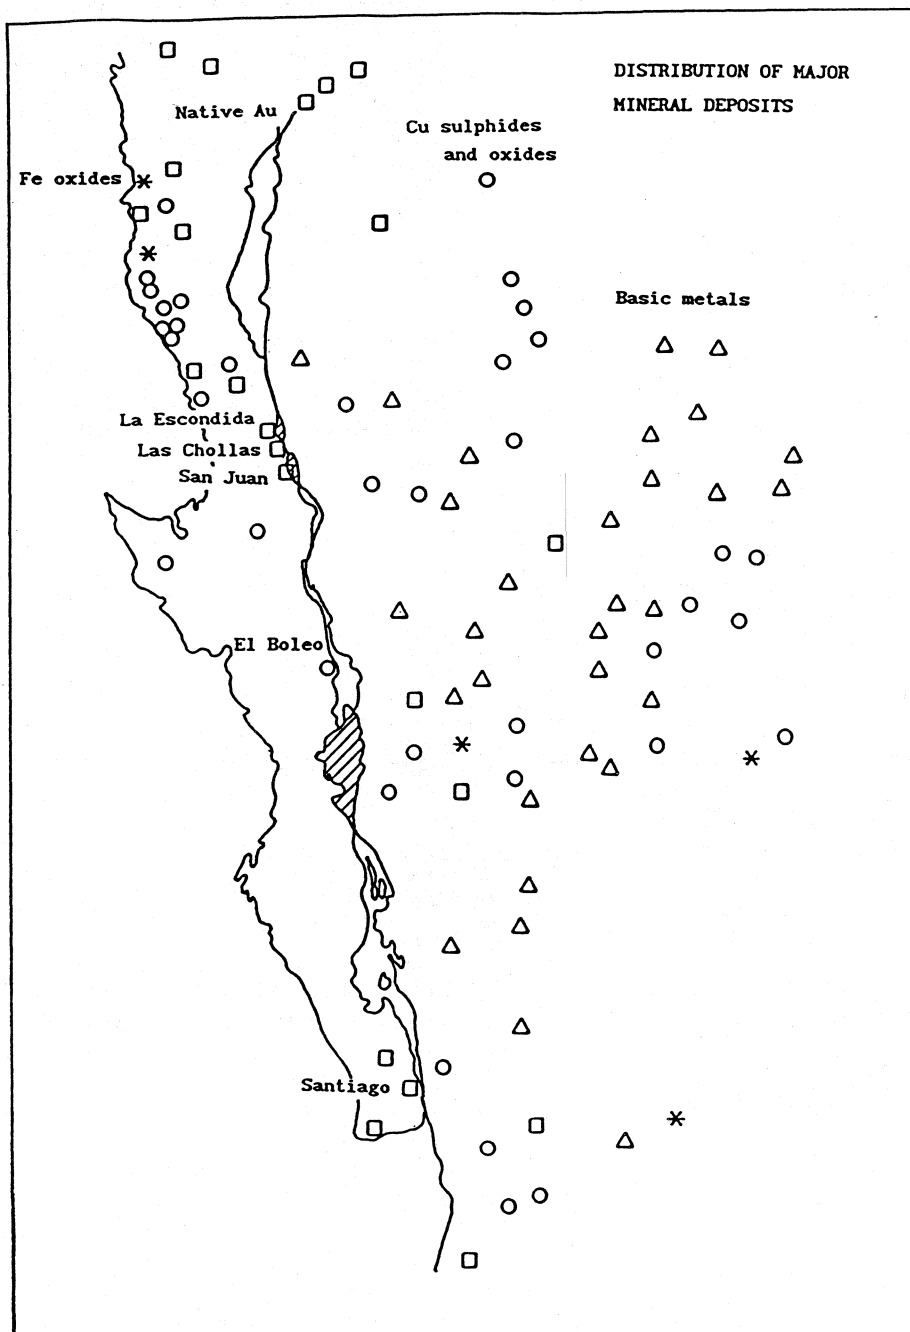 DISTRIBUTION OF MAJOR
MINERAL DEPOSITS
Native Au
Cu sulphides
and oxides
Fe oxides
Basic metals
La Escondida
Las Chollas
San Juan
El Boleo
Santiago